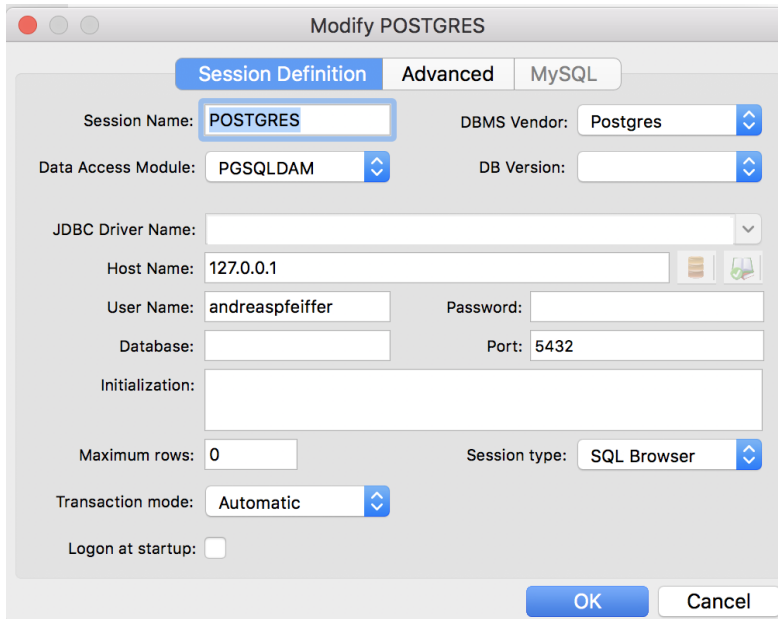 Modify POSTGRES
Session Definition Advanced MySQL
Session Name: POSTGRES DBMS Vendor: Postgres
Data Access Module: PGSQLDAM DB Version:
JDBC Driver Name:
Host Name: 127.0.0.1
User Name: andreaspfeiffer Password:
Database: Port: 5432
Initialization:
Maximum rows: 0 Session type: SQL Browser
Transaction mode: Automatic
Logon at startup:
OK Cancel